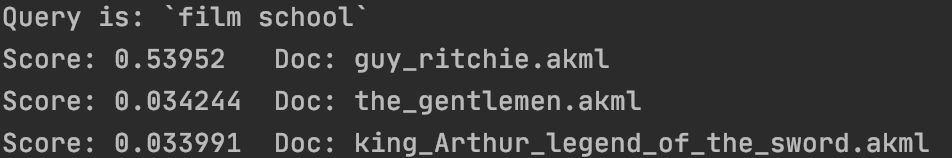 Query is: `film school`
Score: 0.53952   Doc: guy_ritchie.akml
Score: 0.034244  Doc: the_gentlemen.akml
Score: 0.033991  Doc: king_Arthur_legend_of_the_sword.akml